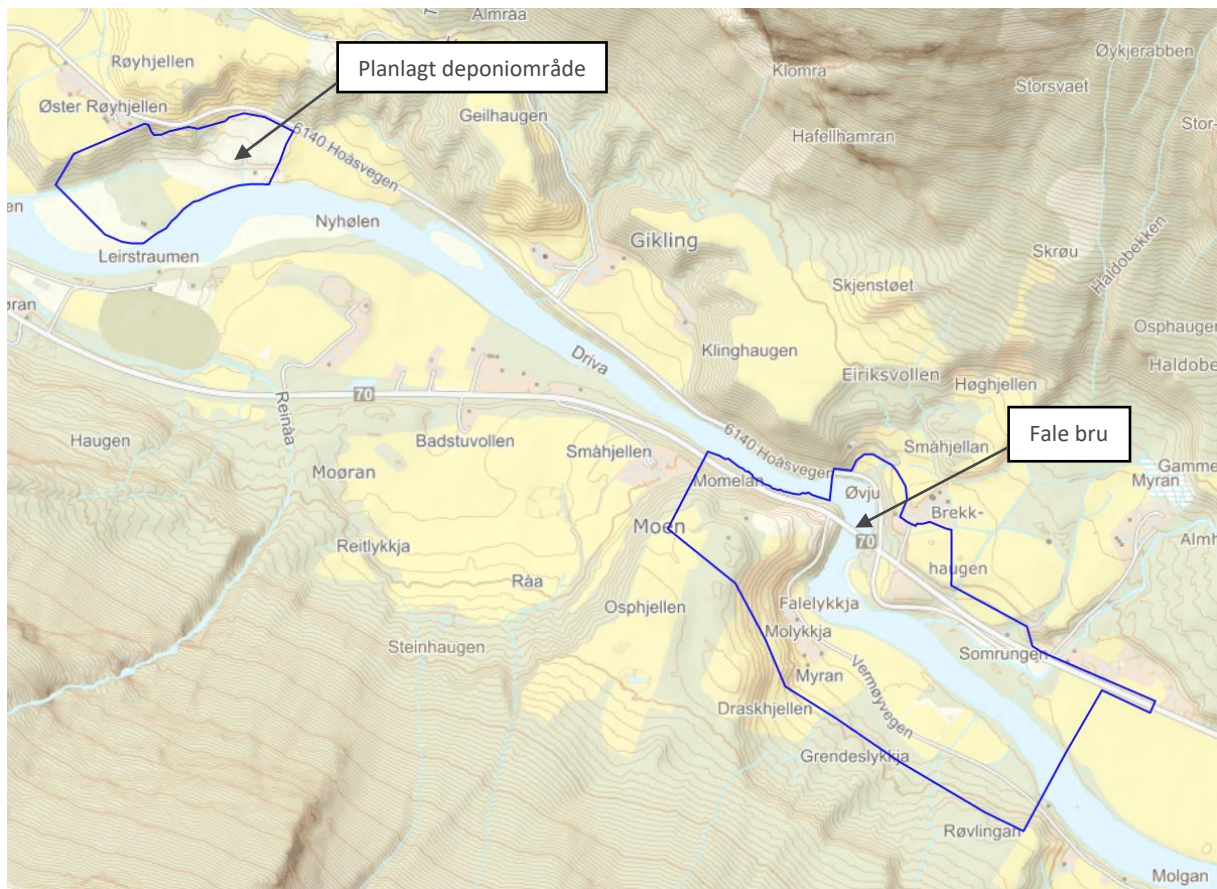 Almråa
Røyhjellen
Planlagt deponiområde
Klomra
Øykjerabben
Storsvaet
Stor-
Øster Røyhjellen
Geilhaugen
6140 Hoåsvegen
Hafellhamran
en
Nyhølen
Leirstraumen
Gikling
Skrøu
Haldobekken
Skjenstøet
øran
Osphaugen
Klinghaugen
Driva
Eiriksvollen
Haldobe
Høghjellen
70
Reinåa
Fale bru
Haugen
Badstuvollen
6140 Hoåsvegen
Småhjellan
Småhjellen
Gamme
Myran
Moøran
Momelan
Øvju
Brekk-
haugen
Moen
70
Almh
Reitlykkja
Råa
Osphjellen
Falelykkja
Molykkja
Steinhaugen
Somrungen
Myran
Vermøyvegen
Draskhjellen
Grendeslykkja
Røvlingan
Molgan